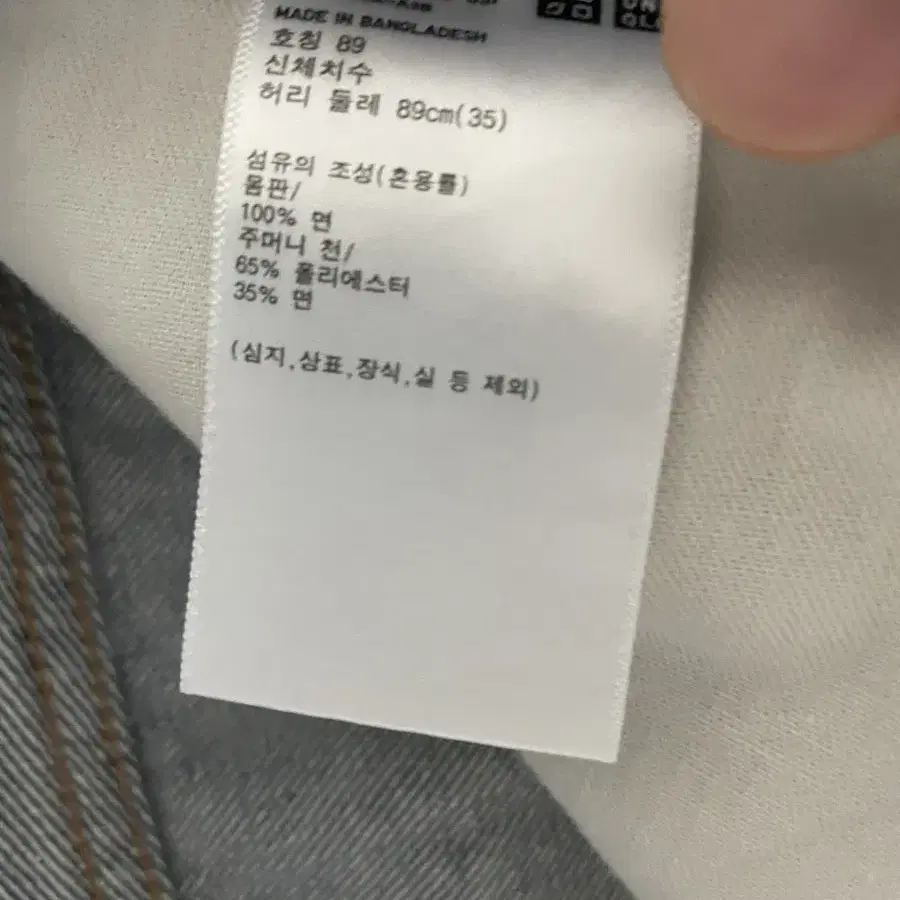 MADE IN BANGLADESH
호칭 89
신체치수
허리 둘레 89cm(35)
섬유의 조성(혼용률)
몸판/
100% 면
주머니 천/
65% 폴리에스터
35% 면
(심지,상표,장식,실 등 제외)